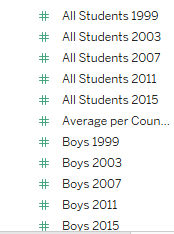 # All Students 1999
# All Students 2003
# All Students 2007
# All Students 2011
# All Students 2015
# Average per Coun...
# Boys 1999
# Boys 2003
# Boys 2007
# Boys 2011
# Boys 2015